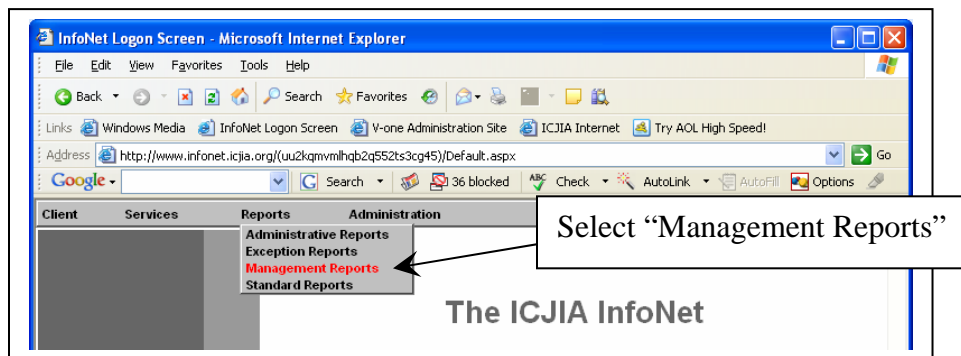 InfoNet Logon Screen - Microsoft Internet Explorer
File Edit View Favorites Tools Help
Back Search Favorites
Links Windows Media InfoNet Logon Screen V-one Administration Site ICJIA Internet Try AOL High Speed!
Address http://www.infonet.icjia.org/(uu2kqmvmlhqb2q552ts3cg45)/Default.aspx Go
Google G Search 36 blocked ABC Check AutoLink AutoFill Options
Client Services Reports Administration
Select “Management Reports”
Administrative Reports
Exception Reports
Management Reports
Standard Reports
The ICJIA InfoNet